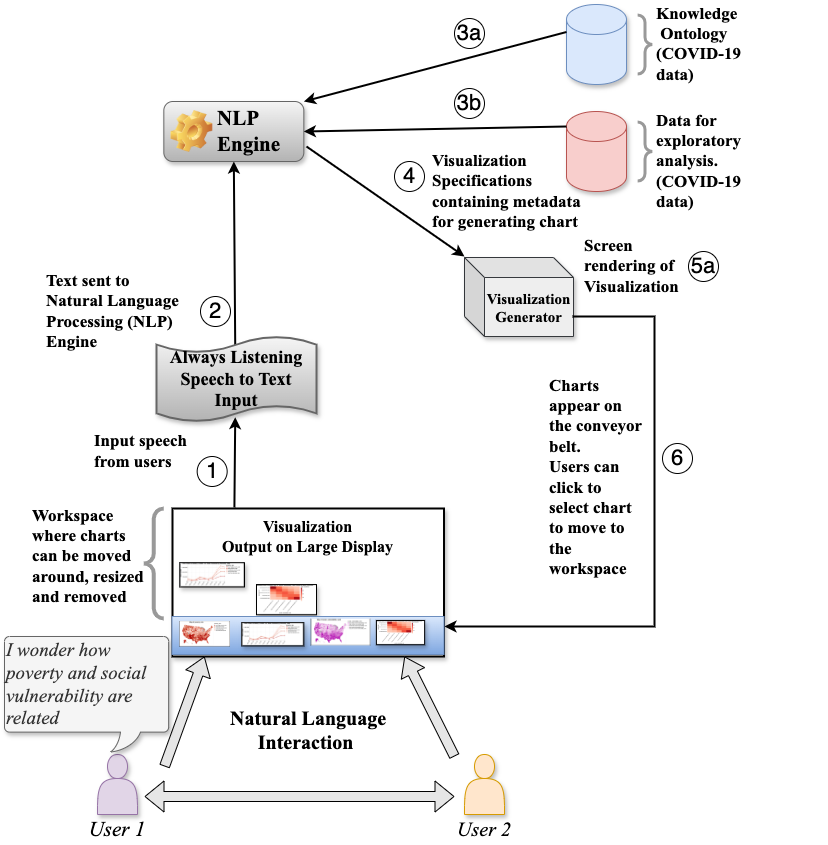 3a
Knowledge
Ontology
(COVID-19
data)
3b
NLP
Engine
Data for
exploratory
analysis.
(COVID-19
data)
4
Visualization
Specifications
containing metadata
for generating chart
Screen
rendering of
Visualization
5a
Visualization
Generator
Text sent to
Natural Language
Processing (NLP)
Engine
2
Always Listening
Speech to Text
Input
Input speech
from users
1
Charts
appear on
the conveyor
belt.
Users can
click to
select chart
to move to
the
workspace
6
Workspace
where charts
can be moved
around, resized
and removed
Visualization
Output on Large Display
I wonder how
poverty and social
vulnerability are
related
Natural Language
Interaction
User 1
User 2